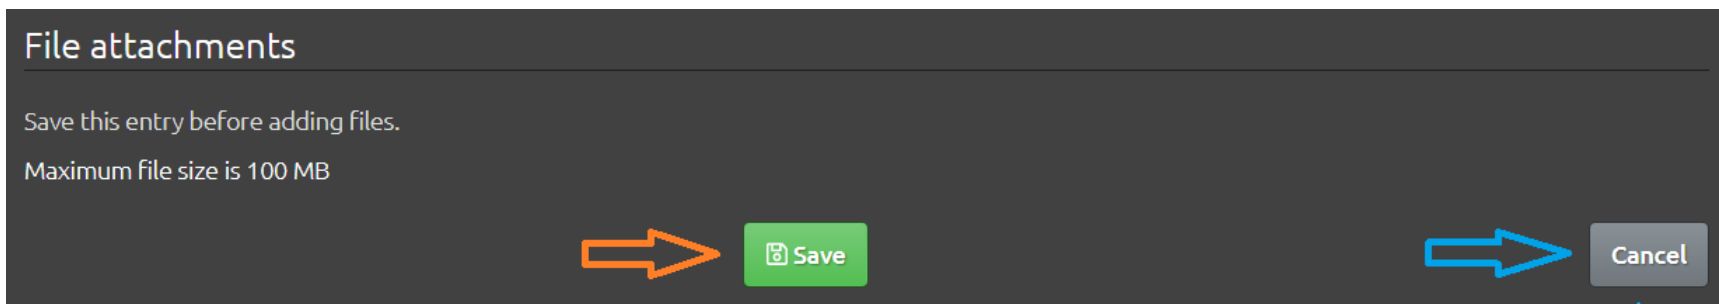 File attachments
Save this entry before adding files.
Maximum file size is 100 MB
Save
Cancel